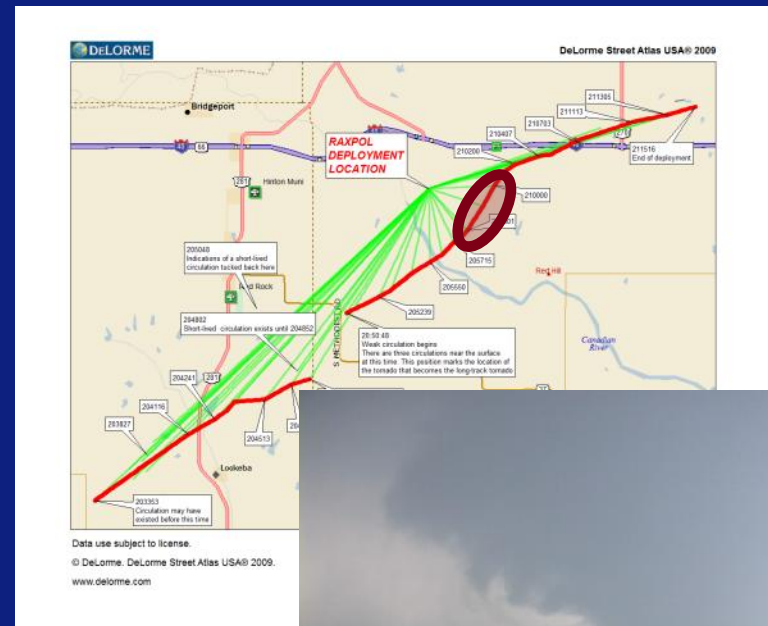 DELORME
DeLorme Street Atlas USA® 2009
Bridgeport
RAXPOL
DEPLOYMENT
LOCATION
Hinton Muni
281
66
211305
211113
210703
210407
210200
211516
End of deployment
210000
205715
205550
205239
Red Hill
Canadian
River
205048
Indications of a short-lived
circulation tucked back here
Red Rock
204802
Short-lived circulation exists until 204852
S METHODIST RD
20:50:48
Weak circulation begins
There are three circulations near the surface
at this time. This position marks the location of
the tornado that becomes the long-track tornado
204241
281
204116
203827
204513
Lookeba
203353
Circulation may have
existed before this time
Data use subject to license.
© DeLorme. DeLorme Street Atlas USA® 2009.
www.delorme.com